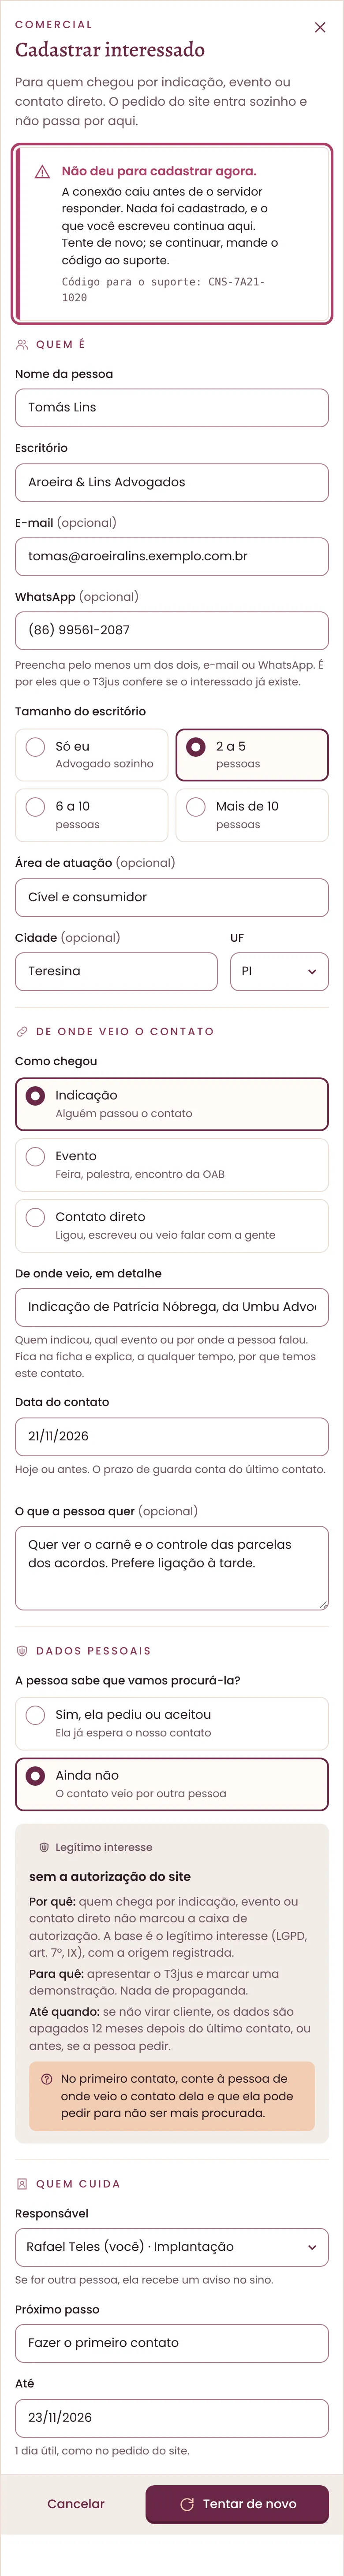 COMERCIAL
Cadastrar interessado
Para quem chegou por indicação, evento ou
contato direto. O pedido do site entra sozinho e
não passa por aqui.
Não deu para cadastrar agora.
A conexão caiu antes de o servidor
responder. Nada foi cadastrado, e o
que você escreveu continua aqui.
Tente de novo; se continuar, mande o
código ao suporte.
Código para o suporte: CNS-7A21-
1020
QUEM É
Nome da pessoa
Tomás Lins
Escritório
Aroeira & Lins Advogados
E-mail (opcional)
tomas@aroeiralins.exemplo.com.br
WhatsApp (opcional)
(86) 99561-2087
Preencha pelo menos um dos dois, e-mail ou WhatsApp. É
por eles que o T3jus confere se o interessado já existe.
Tamanho do escritório
Só eu
Advogado sozinho
2 a 5
pessoas
6 a 10
pessoas
Mais de 10
pessoas
Área de atuação (opcional)
Cível e consumidor
Cidade (opcional)
Teresina
UF
PI
DE ONDE VEIO O CONTATO
Como chegou
Indicação
Alguém passou o contato
Evento
Feira, palestra, encontro da OAB
Contato direto
Ligou, escreveu ou veio falar com a gente
De onde veio, em detalhe
Indicação de Patrícia Nóbrega, da Umbu Advo
Quem indicou, qual evento ou por onde a pessoa falou.
Fica na ficha e explica, a qualquer tempo, por que temos
este contato.
Data do contato
21/11/2026
Hoje ou antes. O prazo de guarda conta do último contato.
O que a pessoa quer (opcional)
Quer ver o carnê e o controle das parcelas
dos acordos. Prefere ligação à tarde.
DADOS PESSOAIS
A pessoa sabe que vamos procurá-la?
Sim, ela pediu ou aceitou
Ela já espera o nosso contato
Ainda não
O contato veio por outra pessoa
Legítimo interesse
sem a autorização do site
Por quê: quem chega por indicação, evento ou
contato direto não marcou a caixa de
autorização. A base é o legítimo interesse (LGPD,
art. 7º, IX), com a origem registrada.
Para quê: apresentar o T3jus e marcar uma
demonstração. Nada de propaganda.
Até quando: se não virar cliente, os dados são
apagados 12 meses depois do último contato, ou
antes, se a pessoa pedir.
No primeiro contato, conte à pessoa de
onde veio o contato dela e que ela pode
pedir para não ser mais procurada.
QUEM CUIDA
Responsável
Rafael Teles (você) · Implantação
Se for outra pessoa, ela recebe um aviso no sino.
Próximo passo
Fazer o primeiro contato
Até
23/11/2026
1 dia útil, como no pedido do site.
Cancelar
Tentar de novo